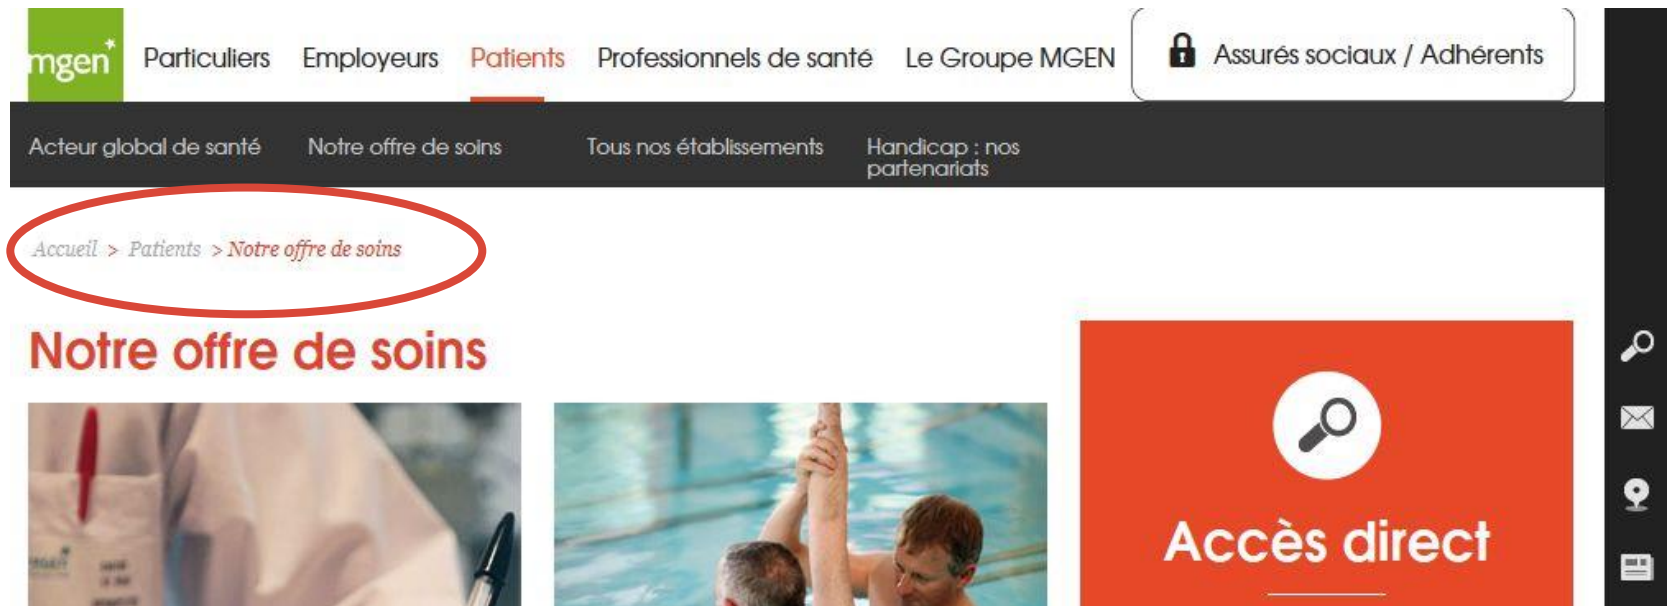 mgen*
Particuliers Employeurs Patients Professionnels de santé Le Groupe MGEN Assurés sociaux / Adhérents
Acteur global de santé Notre offre de soins Tous nos établissements Handicap : nos
partenariats
Accueil > Patients > Notre offre de soins
Notre offre de soins
Accès direct